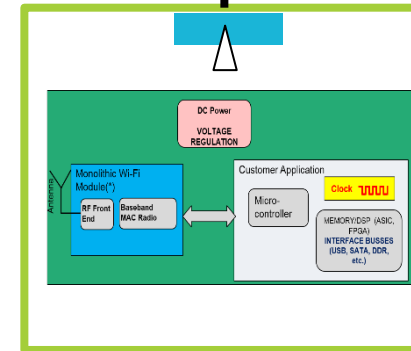 DC Power
VOLTAGE
REGULATION
Antenna
Monolithic Wi-Fi
Module(*)
RF Front
End
Baseband
MAC Radio
Customer Application
Micro-
controller
Clock
MEMORY/DSP (ASIC,
FPGA)
INTERFACE BUSSES
(USB, SATA, DDR,
etc.)